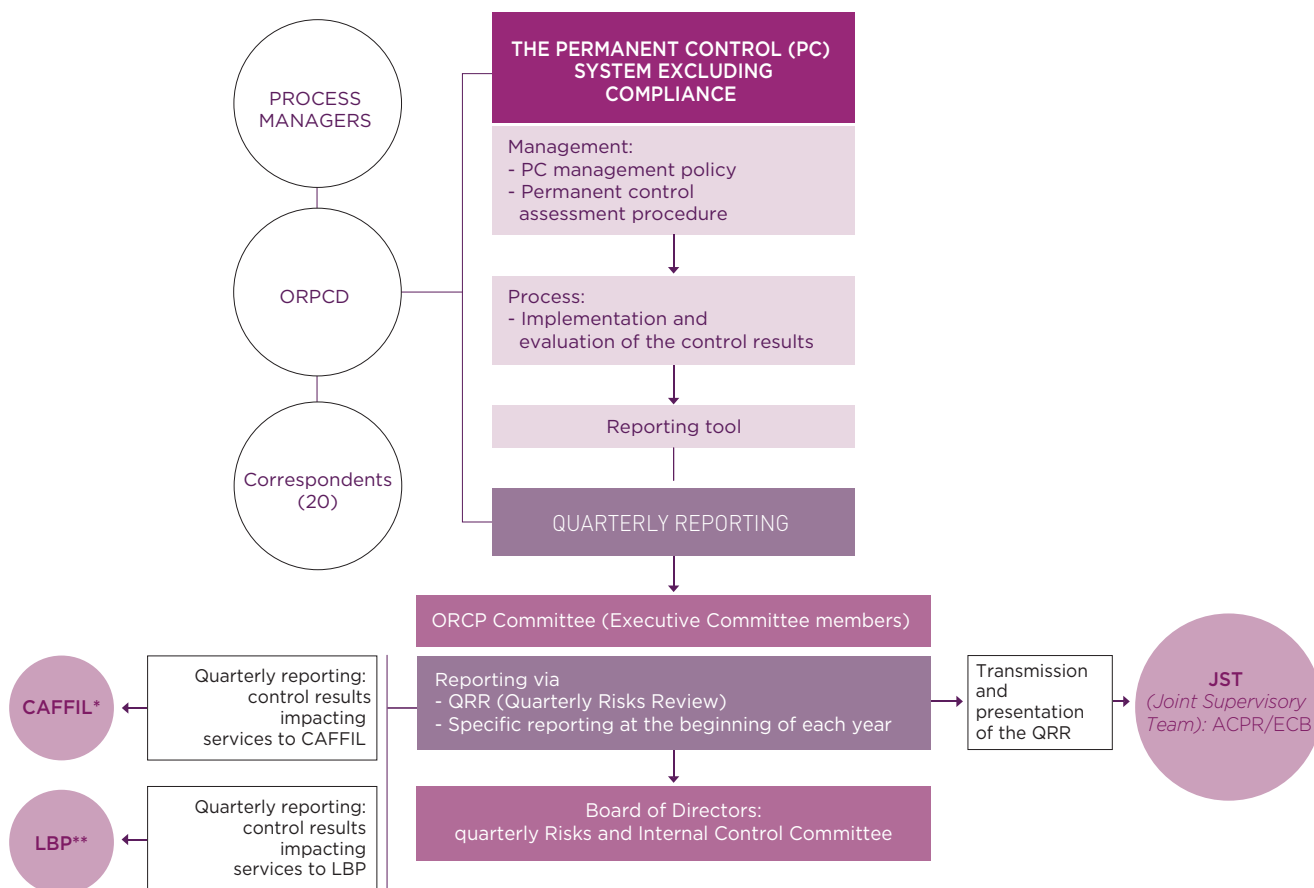 PROCESS
MANAGERS
ORPCD
Correspondents
(20)
THE PERMANENT CONTROL (PC)
SYSTEM EXCLUDING
COMPLIANCE
Management:
- PC management policy
- Permanent control
assessment procedure
Process:
- Implementation and
evaluation of the control results
Reporting tool
QUARTERLY REPORTING
ORCP Committee (Executive Committee members)
CAFFIL*
Quarterly reporting:
control results
impacting
services to CAFFIL
Reporting via
- QRR (Quarterly Risks Review)
- Specific reporting at the beginning of each year
Transmission
and
presentation
of the QRR
JST
(Joint Supervisory
Team): ACPR/ECB
LBP**
Quarterly reporting:
control results
impacting
services to LBP
Board of Directors:
quarterly Risks and Internal Control Committee